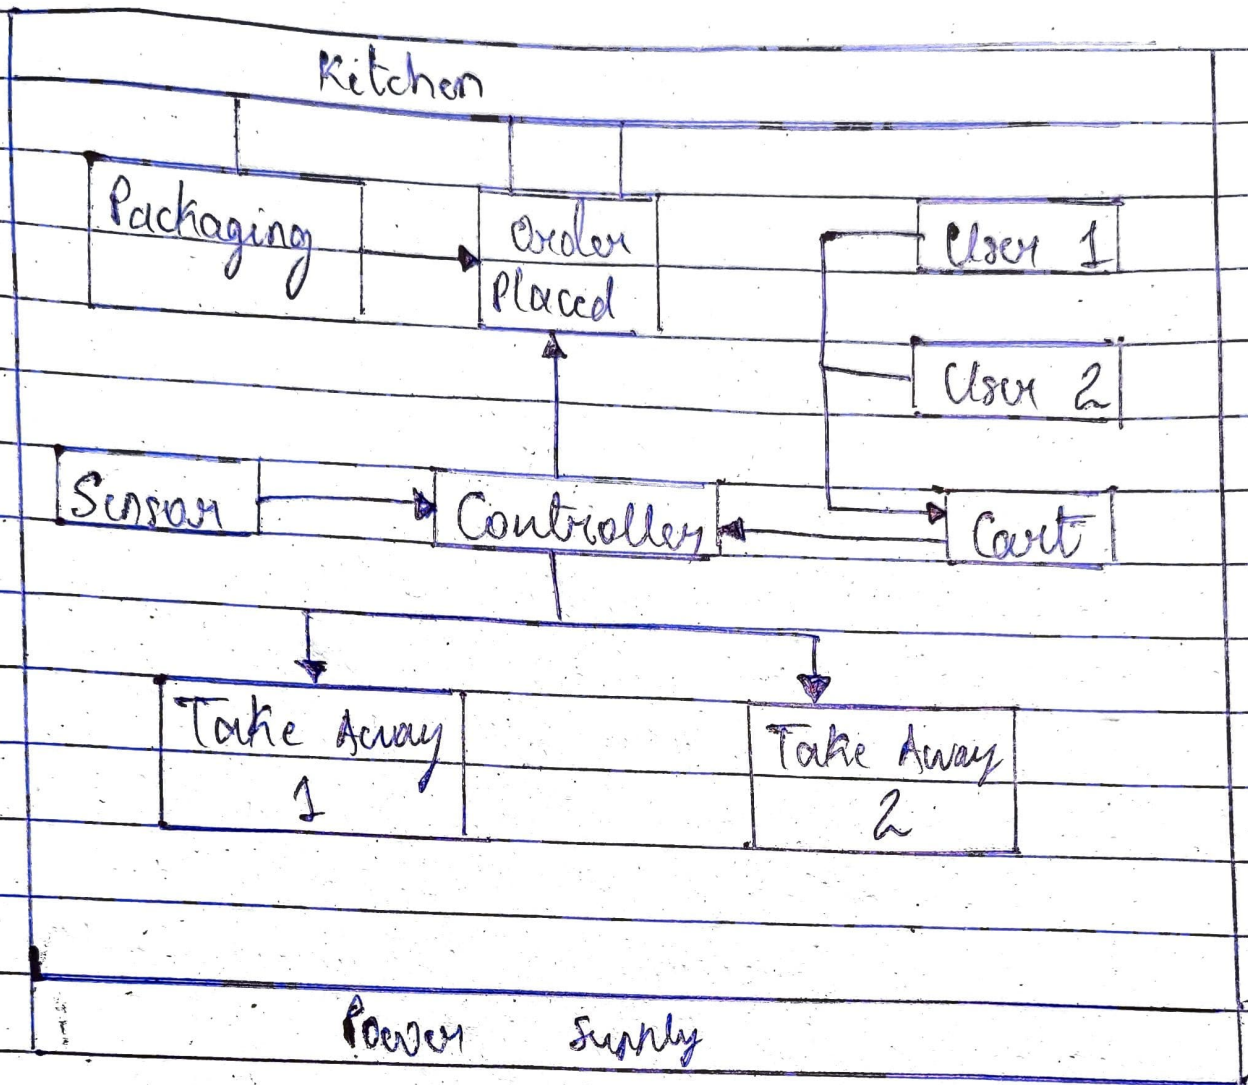 Kitchen
Packaging
Order
Placed
User 1
User 2
Sensor
Controller
Cart
Take Away
1
Take Away
2
Power Supply